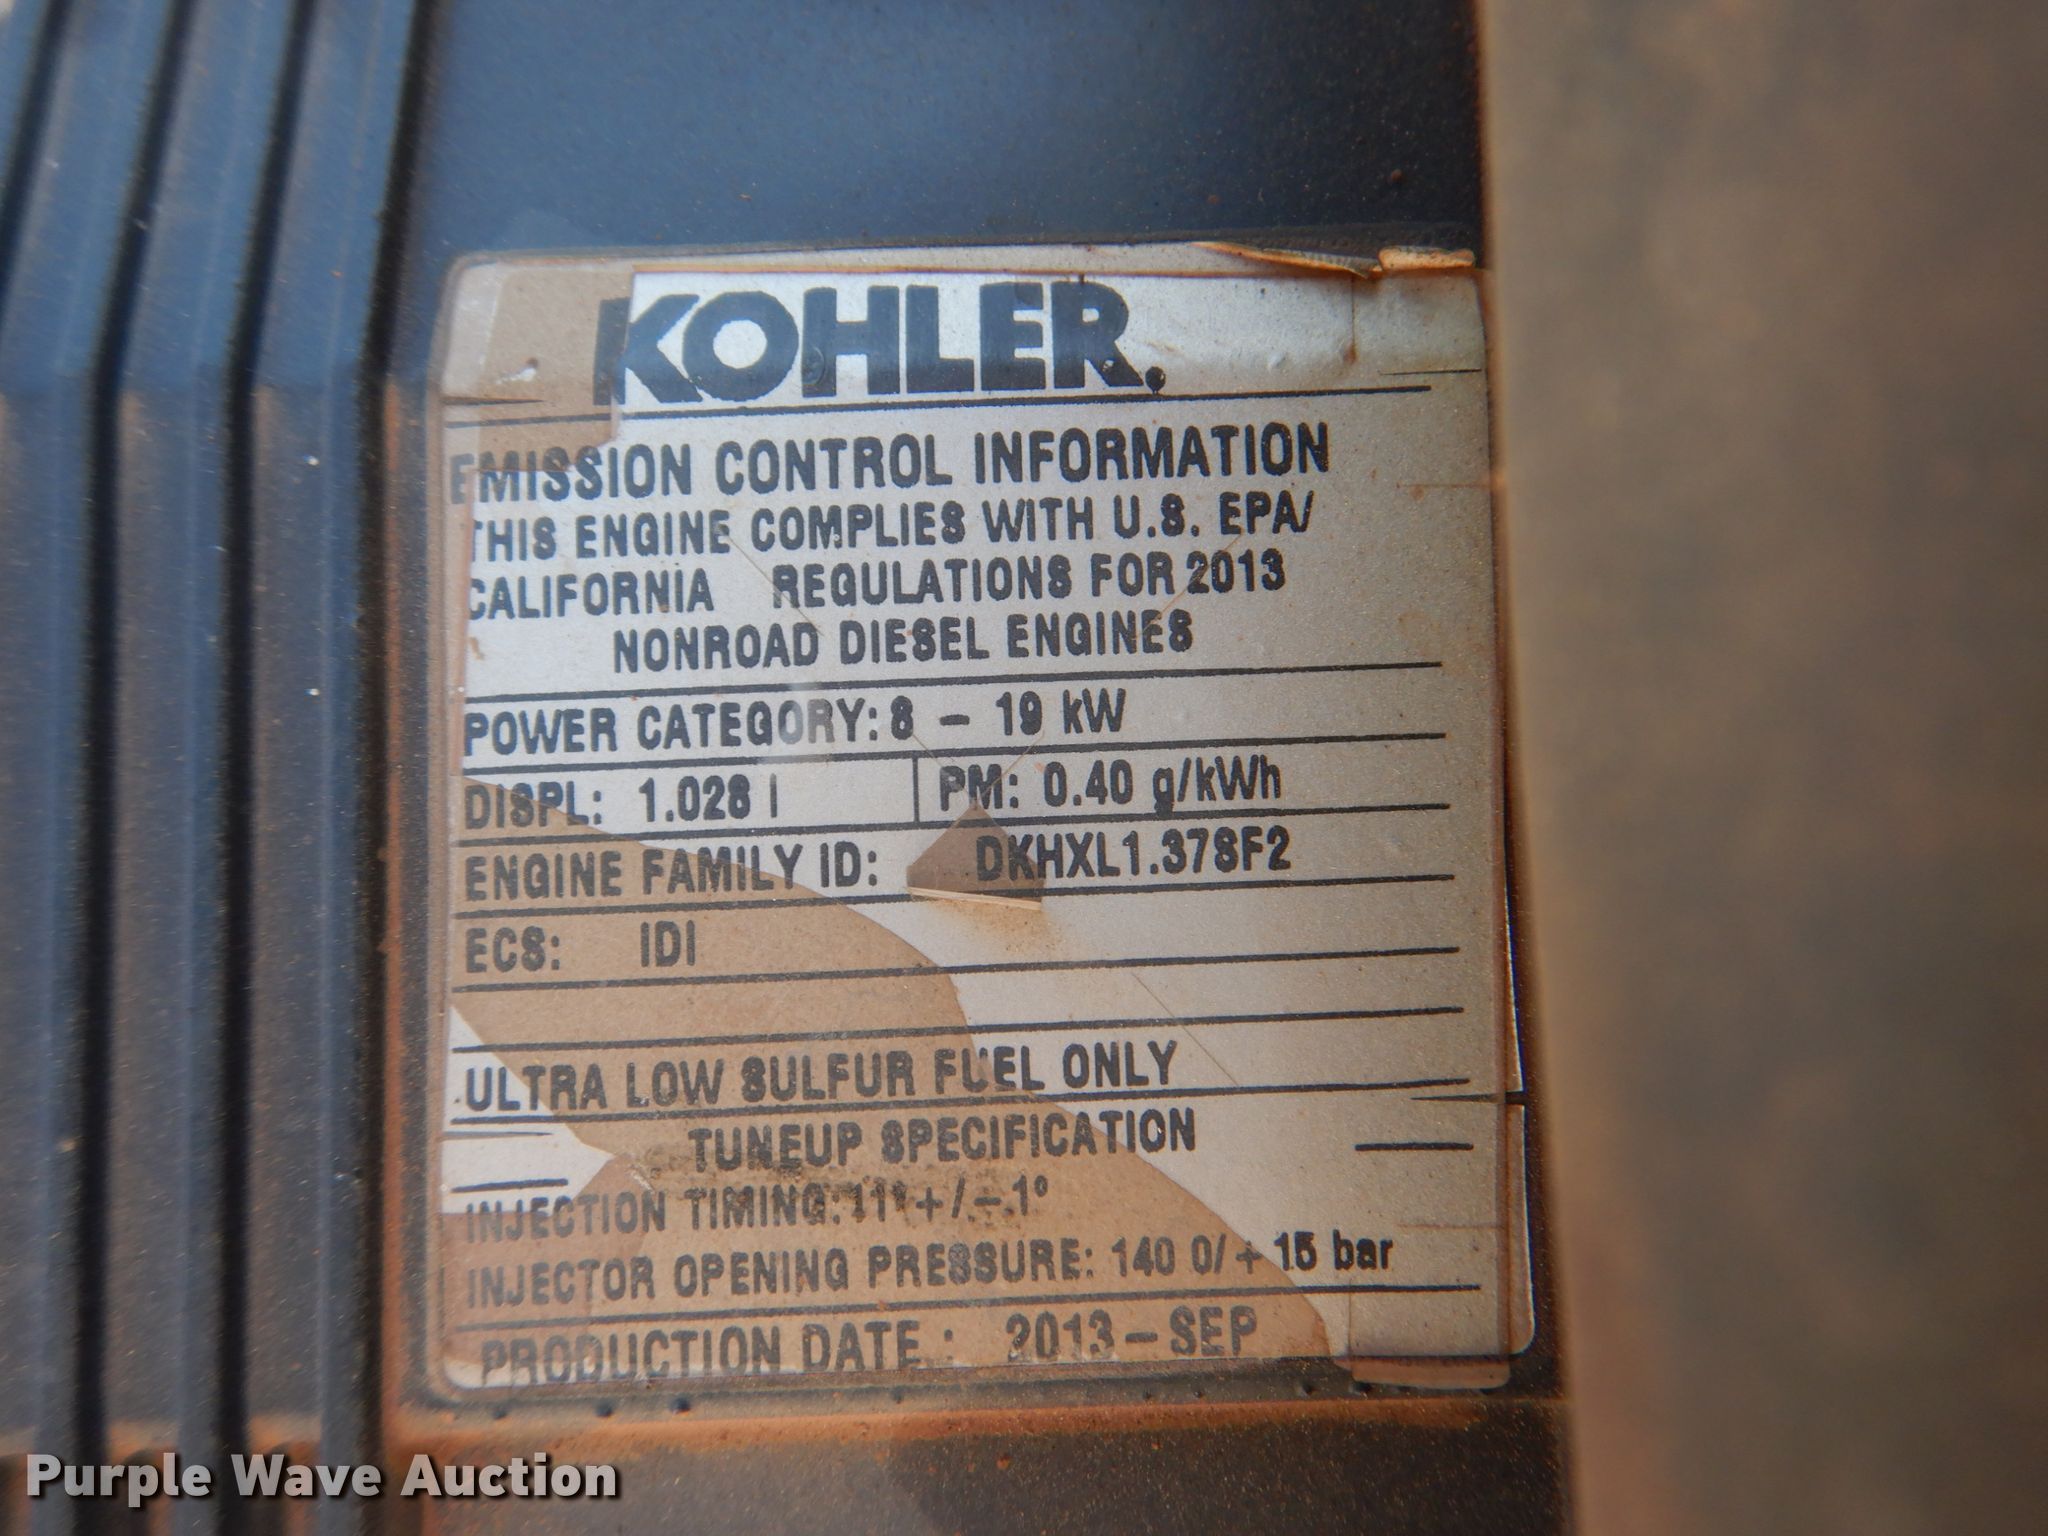 KOHLER.
EMISSION CONTROL INFORMATION
THIS ENGINE COMPLIES WITH U.S. EPA/
CALIFORNIA REGULATIONS FOR 2013
NONROAD DIESEL ENGINES
POWER CATEGORY: 8 - 19 kW
DISPL: 1.028 l PM: 0.40 g/kWh
ENGINE FAMILY ID: DKHXL1.378F2
ECS: IDI
ULTRA LOW SULFUR FUEL ONLY
TUNEUP SPECIFICATION
INJECTION TIMING: 11° +/- 1°
INJECTOR OPENING PRESSURE: 140 0/+ 15 bar
PRODUCTION DATE : 2013-SEP
Purple Wave Auction